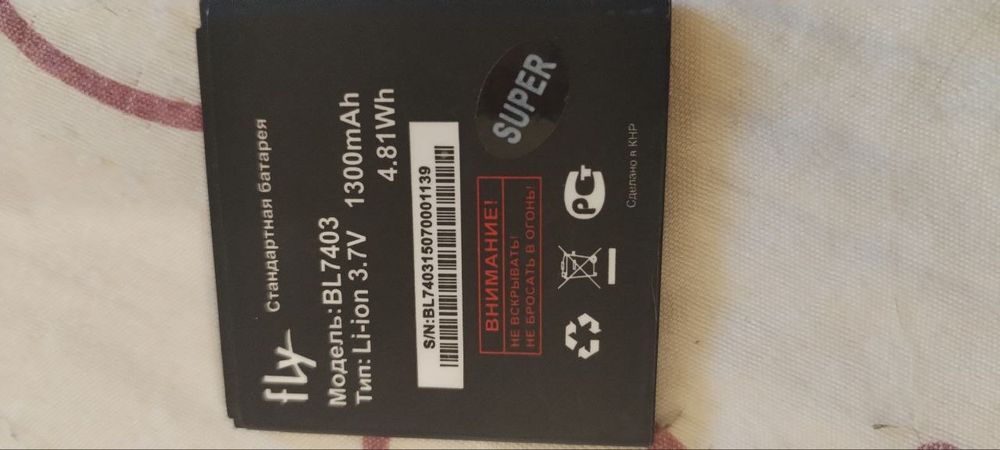 fly Стандартная батарея
Модель:BL7403
Тип: Li-ion 3.7V 1300mAh
4.81Wh
S/N:BL740315070001139
SUPER
ВНИМАНИЕ!
НЕ ВСКРЫВАТЬ!
НЕ БРОСАТЬ В ОГОНЬ!
РСТ
Сделано в КНР